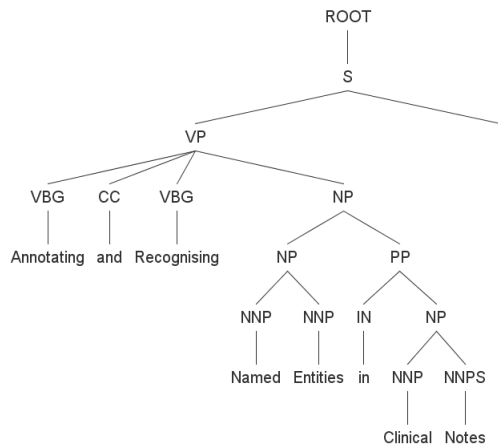 ROOT
S
VP
VBG CC VBG NP
Annotating and Recognising NP PP
NNP NNP IN NP
Named Entities in NNP NNPS
Clinical Notes